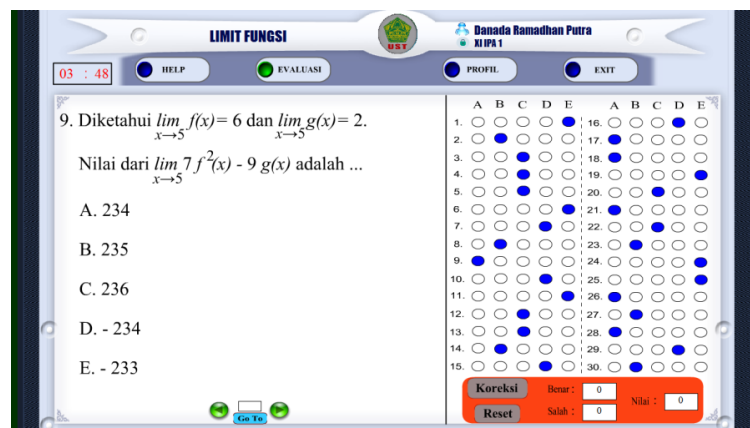 LIMIT FUNGSI
UST
Danada Ramadhan Putra
XI IPA 1
03 : 48
HELP
EVALUASI
PROFIL
EXIT
9. Diketahui lim f(x)= 6 dan lim g(x)= 2.
x→5 x→5
Nilai dari lim 7 f²(x) - 9 g(x) adalah ...
x→5
A. 234
B. 235
C. 236
D. - 234
E. - 233
Go To
A B C D E A B C D E
1. 16.
2. 17.
3. 18.
4. 19.
5. 20.
6. 21.
7. 22.
8. 23.
9. 24.
10. 25.
11. 26.
12. 27.
13. 28.
14. 29.
15. 30.
Koreksi Benar : 0
Nilai : 0
Reset Salah : 0